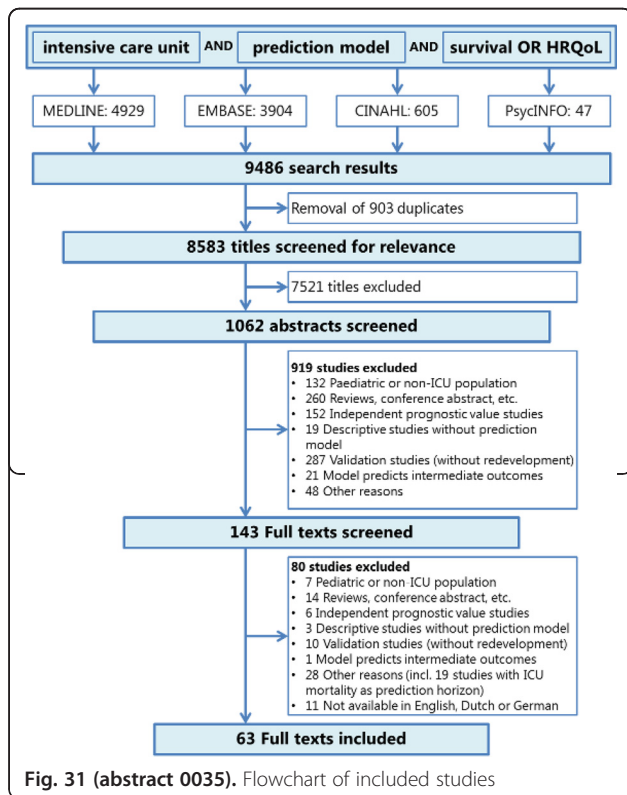 intensive care unit AND prediction model AND survival OR HRQoL
MEDLINE: 4929 EMBASE: 3904 CINAHL: 605 PsycINFO: 47
9486 search results
Removal of 903 duplicates
8583 titles screened for relevance
7521 titles excluded
1062 abstracts screened
919 studies excluded
• 132 Paediatric or non-ICU population
• 260 Reviews, conference abstract, etc.
• 152 Independent prognostic value studies
• 19 Descriptive studies without prediction
model
• 287 Validation studies (without redevelopment)
• 21 Model predicts intermediate outcomes
• 48 Other reasons
143 Full texts screened
80 studies excluded
• 7 Pediatric or non-ICU population
• 14 Reviews, conference abstract, etc.
• 6 Independent prognostic value studies
• 3 Descriptive studies without prediction model
• 10 Validation studies (without redevelopment)
• 1 Model predicts intermediate outcomes
• 28 Other reasons (incl. 19 studies with ICU
mortality as prediction horizon)
• 11 Not available in English, Dutch or German
63 Full texts included
Fig. 31 (abstract 0035). Flowchart of included studies